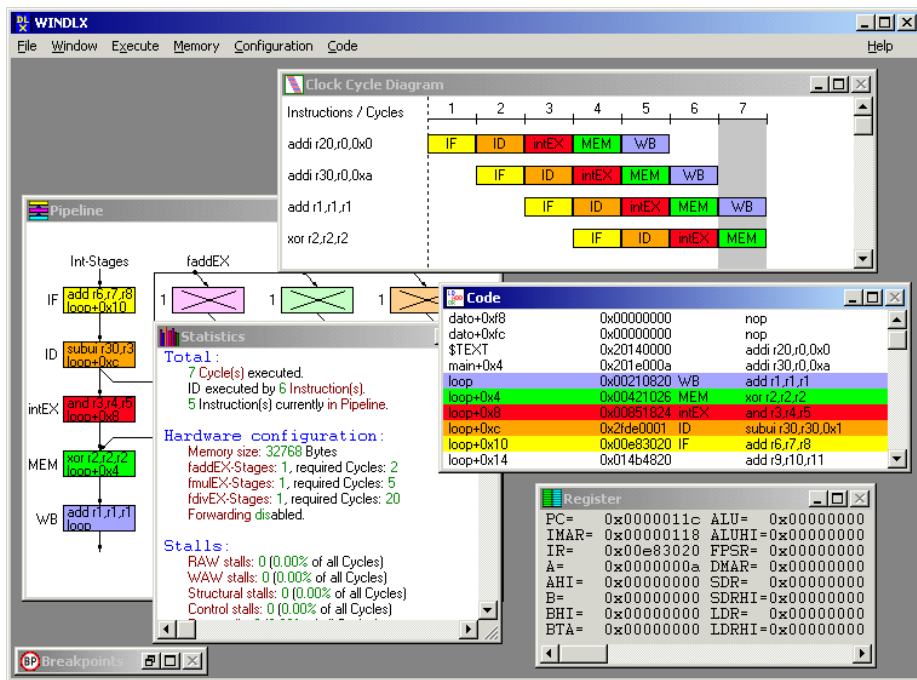 WINDLX
File Window Execute Memory Configuration Code Help
Clock Cycle Diagram
Instructions / Cycles 1 2 3 4 5 6 7
addi r20,r0,0x0 IF ID intEX MEM WB
addi r30,r0,0xa IF ID intEX MEM WB
add r1,r1,r1 IF ID intEX MEM WB
xor r2,r2,r2 IF ID intEX MEM
Pipeline
Int-Stages faddEX
IF add r6,r7,r8
loop+0x10
1 1 1
ID subui r30,r3
loop+0xc
intEX and r3,r4,r5
loop+0x8
MEM xor r2,r2,r2
loop+0x4
WB add r1,r1,r1
loop
Statistics
Total:
7 Cycle(s) executed.
ID executed by 6 Instruction(s).
5 Instruction(s) currently in Pipeline.
Hardware configuration:
Memory size: 32768 Bytes
faddEX-Stages: 1, required Cycles: 2
fmulEX-Stages: 1, required Cycles: 5
fdivEX-Stages: 1, required Cycles: 20
Forwarding disabled.
Stalls:
RAW stalls: 0 (0.00% of all Cycles)
WAW stalls: 0 (0.00% of all Cycles)
Structural stalls: 0 (0.00% of all Cycles)
Control stalls: 0 (0.00% of all Cycles)
Code
dato+0xf8 0x00000000 nop
dato+0xfc 0x00000000 nop
$TEXT 0x20140000 addi r20,r0,0x0
main+0x4 0x201e000a addi r30,r0,0xa
loop 0x00210820 WB add r1,r1,r1
loop+0x4 0x00421026 MEM xor r2,r2,r2
loop+0x8 0x00851824 intEX and r3,r4,r5
loop+0xc 0x2fde0001 ID subui r30,r30,0x1
loop+0x10 0x00e83020 IF add r6,r7,r8
loop+0x14 0x014b4820 add r9,r10,r11
Register
PC= 0x0000011c ALU= 0x00000000
IMAR= 0x00000118 ALUHI=0x00000000
IR= 0x00e83020 FPSR= 0x00000000
A= 0x0000000a DMAR= 0x00000000
AHI= 0x00000000 SDR= 0x00000000
B= 0x00000000 SDRHI=0x00000000
BHI= 0x00000000 LDR= 0x00000000
BTA= 0x00000000 LDRHI=0x00000000
BP Breakpoints